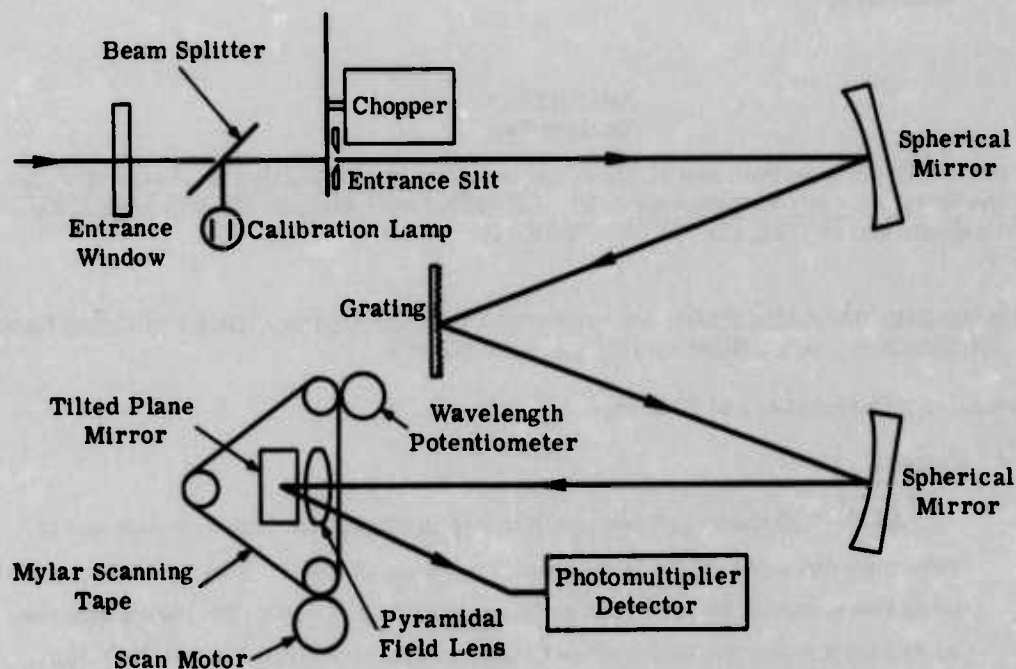 Beam Splitter
Chopper
Spherical
Mirror
Entrance Slit
Entrance
Window
Calibration Lamp
Grating
Tilted Plane
Mirror
Wavelength
Potentiometer
Spherical
Mirror
Mylar Scanning
Tape
Photomultiplier
Detector
Pyramidal
Field Lens
Scan Motor